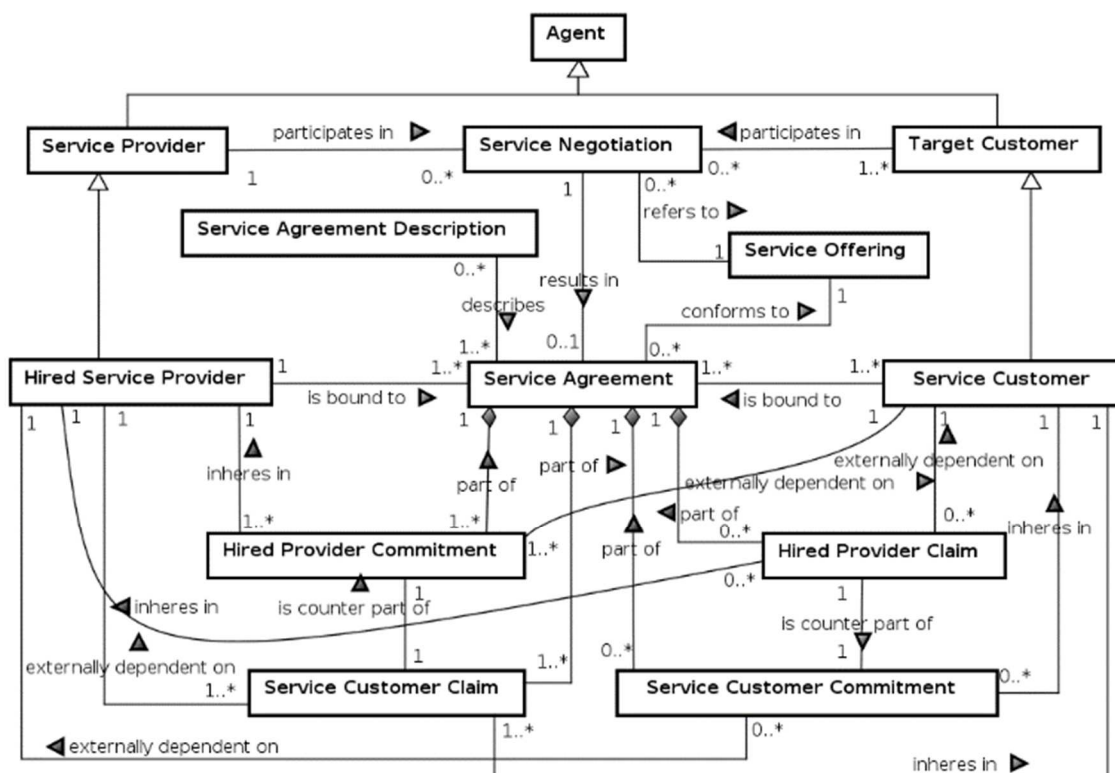 Agent
participates in
participates in
Service Provider
Service Negotiation
Target Customer
1
0..*
1
0..*
0..*
1..*
refers to
Service Agreement Description
Service Offering
1
0..*
results in
1
describes
conforms to
1..*
0..1
0..*
Hired Service Provider
1
1..*
Service Agreement
1..*
1..*
Service Customer
is bound to
is bound to
1
1
1
1
1
1
1
1
1
1
1
1
inheres in
part of
part of
externally dependent on
externally dependent on
1..*
1..*
part of
0..*
inheres in
Hired Provider Commitment
1..*
part of
0..*
Hired Provider Claim
0..*
inheres in
is counter part of
1
1
is counter part of
externally dependent on
1
1..*
0..*
1
1..*
Service Customer Claim
Service Customer Commitment
0..*
1..*
0..*
externally dependent on
inheres in